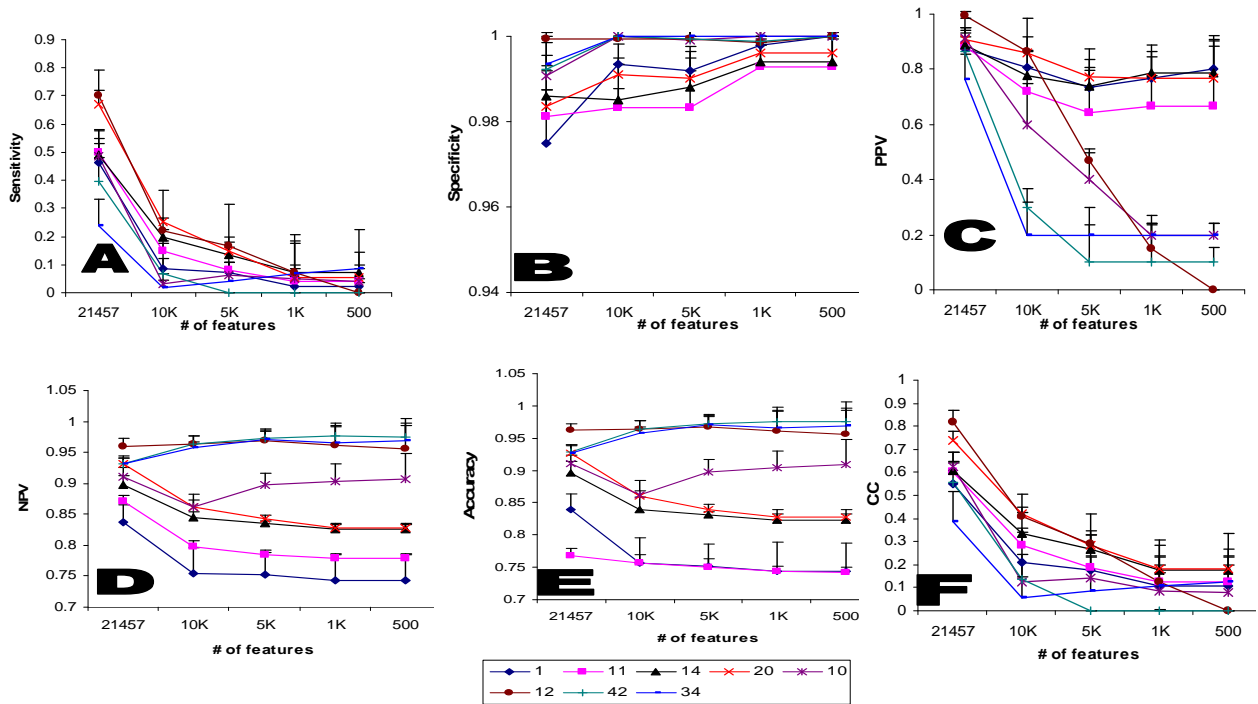 0.9
0.8
0.7
0.6
0.5
0.4
0.3
0.2
0.1
0
Sensitivity
A
21457 10K 5K 1K 500
# of features
1
0.98
0.96
0.94
Specificity
B
21457 10K 5K 1K 500
# of features
1
0.8
0.6
0.4
0.2
0
PPV
C
21457 10K 5K 1K 500
# of features
1.05
1
0.95
0.9
0.85
0.8
0.75
0.7
NPV
D
21457 10K 5K 1K 500
# of features
1.05
1
0.95
0.9
0.85
0.8
0.75
0.7
Accuracy
E
21457 10K 5K 1K 500
# of features
1
0.9
0.8
0.7
0.6
0.5
0.4
0.3
0.2
0.1
0
CC
F
21457 10K 5K 1K 500
# of features
1 11 14 20 10
12 42 34